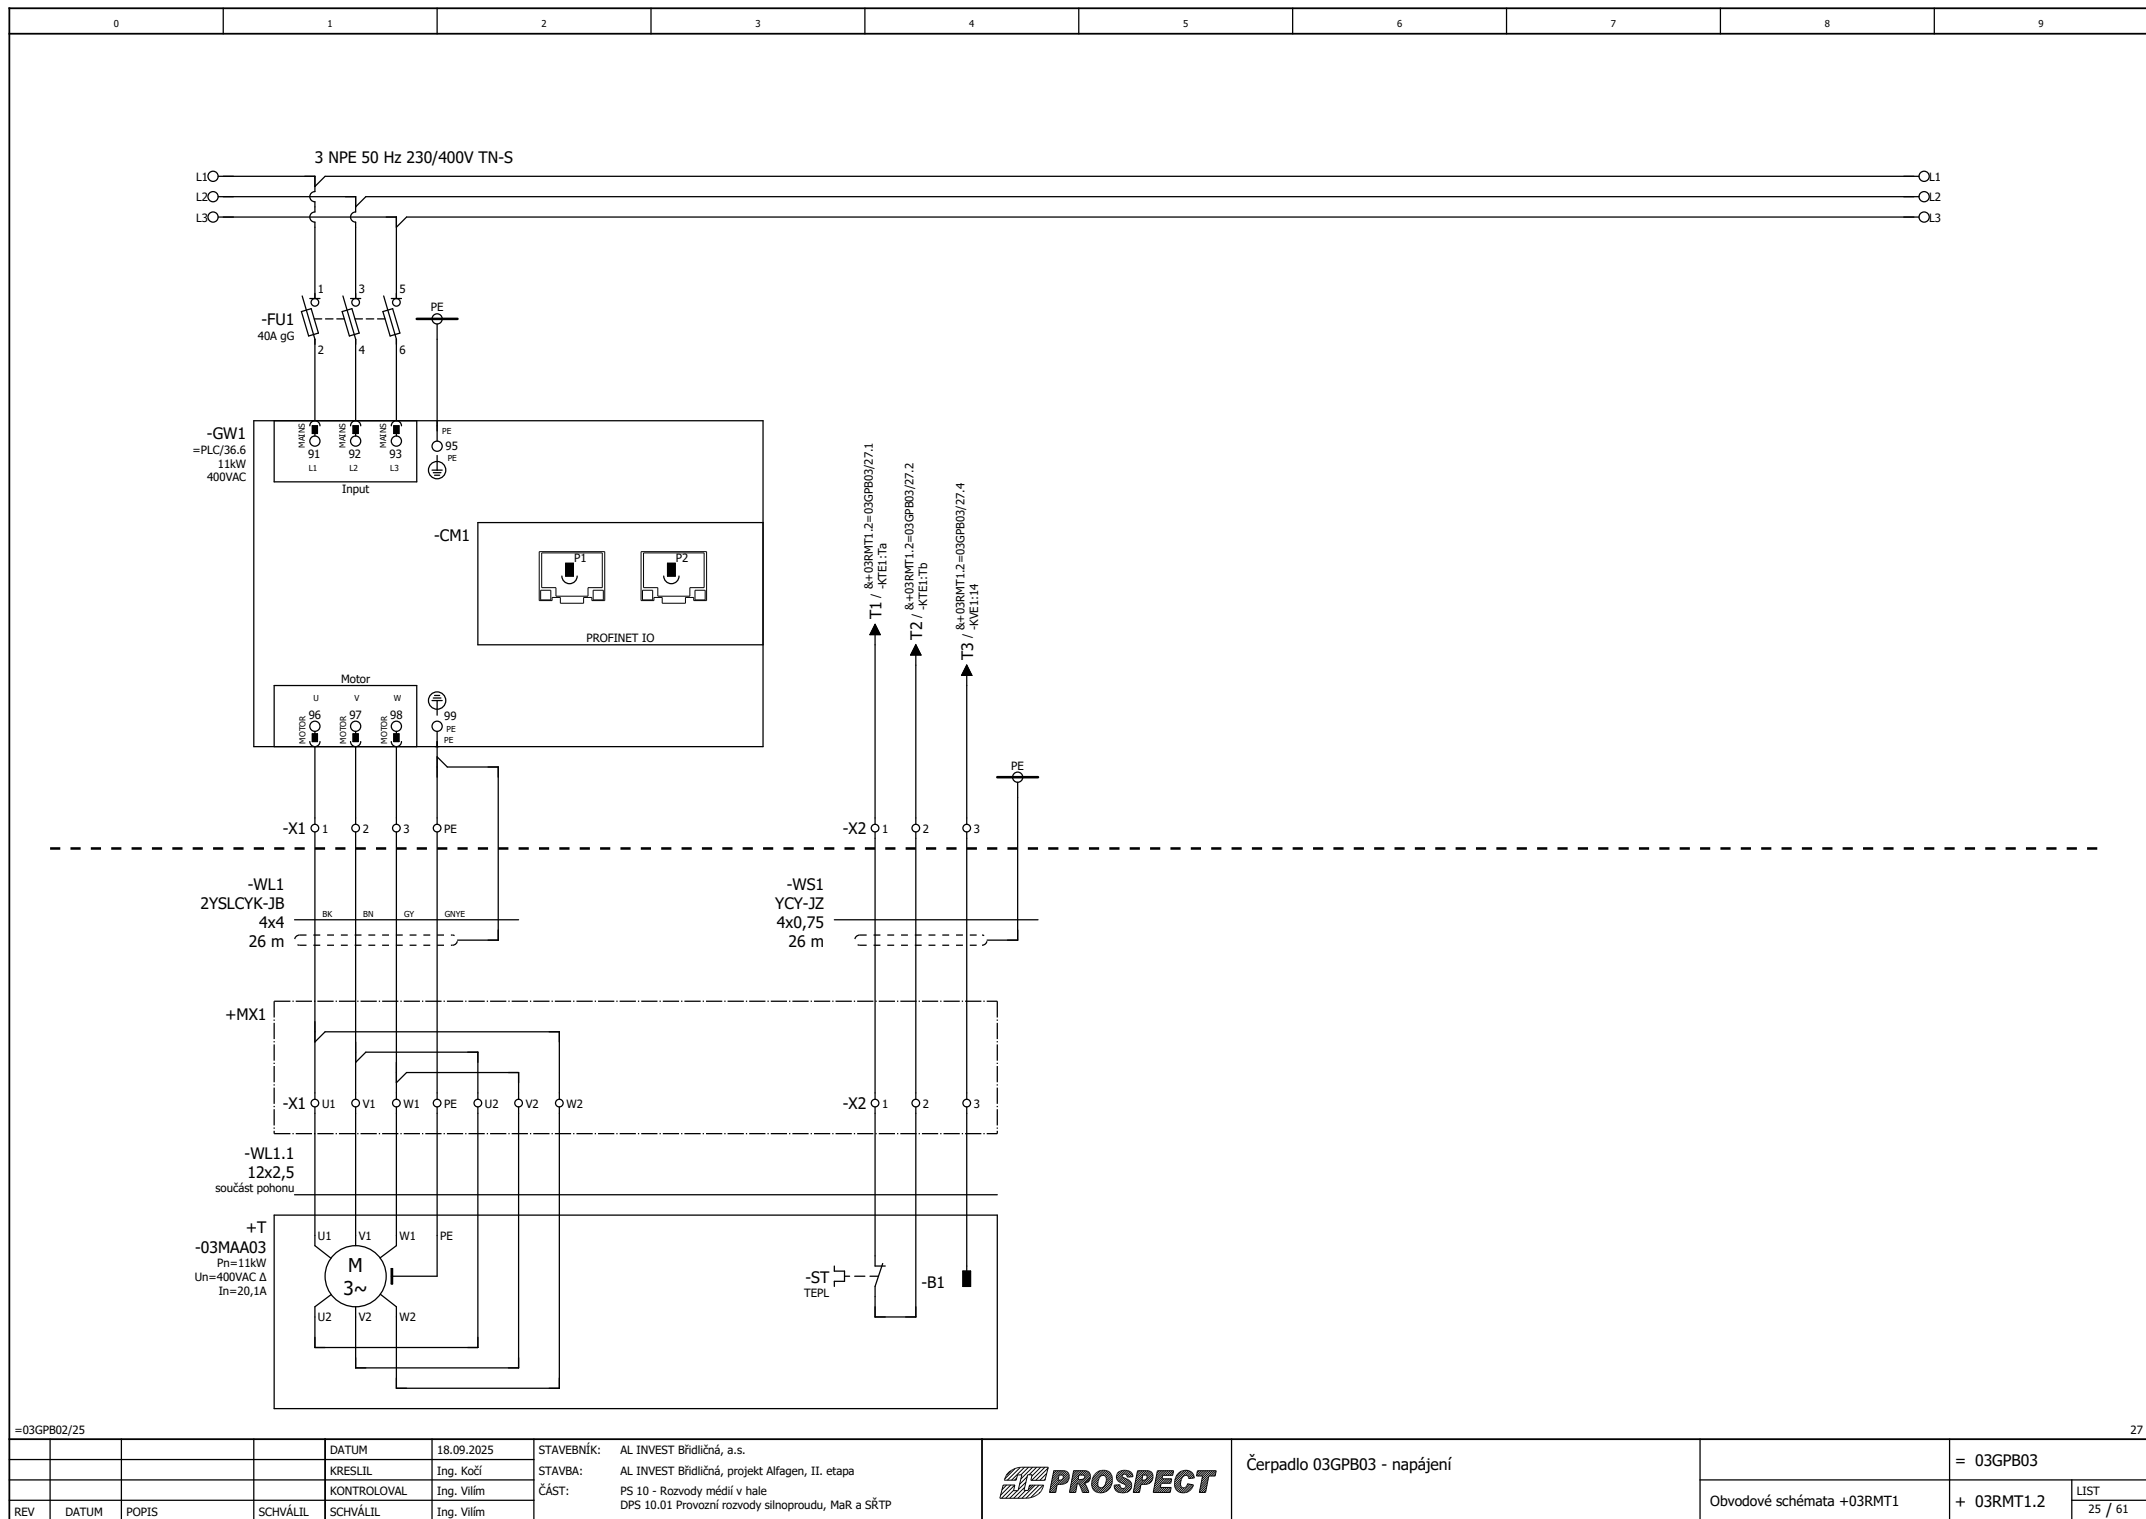 0 1 2 3 4 5 6 7 8 9
3 NPE 50 Hz 230/400V TN-S
L1 L1
L2 L2
L3 L3
1 3 5
PE
-FU1
40A gG
2 4 6
-GW1
=PLC/36.6
11kW
400VAC
MAINS MAINS MAINS
91 92 93
L1 L2 L3
Input
PE
95
PE
-CM1
P1 P2
PROFINET IO
T1 / &+03RMT1.2=03GPB03/27.1
-KTE1:Ta
T2 / &+03RMT1.2=03GPB03/27.2
-KTE1:Tb
T3 / &+03RMT1.2=03GPB03/27.4
-KVE1:14
Motor
U V W
96 97 98 99
MOTOR MOTOR MOTOR
PE
PE
PE
-X1 1 2 3 PE
-X2 1 2 3
-WL1
2YSLCYK-JB
4x4
26 m
BK BN GY GNYE
-WS1
YCY-JZ
4x0,75
26 m
+MX1
-X1 U1 V1 W1 PE U2 V2 W2
-X2 1 2 3
-WL1.1
12x2,5
součást pohonu
+T
-03MAA03
Pn=11kW
Un=400VAC Δ
In=20,1A
U1 V1 W1 PE
M
3~
U2 V2 W2
-ST
TEPL
-B1
=03GPB02/25
27
DATUM 18.09.2025
KRESLIL Ing. Kočí
KONTROLOVAL Ing. Vilím
REV DATUM POPIS SCHVÁLIL SCHVÁLIL Ing. Vilím
STAVEBNÍK: AL INVEST Břidličná, a.s.
STAVBA: AL INVEST Břidličná, projekt Alfagen, II. etapa
ČÁST: PS 10 - Rozvody médií v hale
DPS 10.01 Provozní rozvody silnoproudu, MaR a SŘTP
PROSPECT
Čerpadlo 03GPB03 - napájení
Obvodové schémata +03RMT1
= 03GPB03
+ 03RMT1.2
LIST
25 / 61